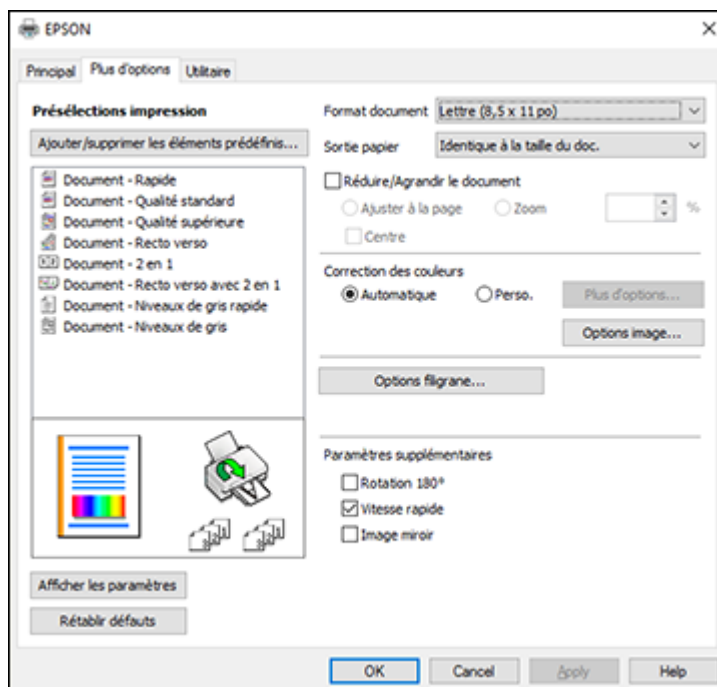 EPSON
Principal
Plus d'options
Utilitaire
Présélections impression
Ajouter/supprimer les éléments prédéfinis...
Document - Rapide
Document - Qualité standard
Document - Qualité supérieure
Document - Recto verso
Document - 2 en 1
Document - Recto verso avec 2 en 1
Document - Niveaux de gris rapide
Document - Niveaux de gris
Afficher les paramètres
Rétablir défauts
Format document
Lettre (8,5 x 11 po)
Sortie papier
Identique à la taille du doc.
Réduire/Agrandir le document
Ajuster à la page
Zoom
%
Centre
Correction des couleurs
Automatique
Perso.
Plus d'options...
Options image...
Options filigrane...
Paramètres supplémentaires
Rotation 180°
Vitesse rapide
Image miroir
OK
Cancel
Apply
Help